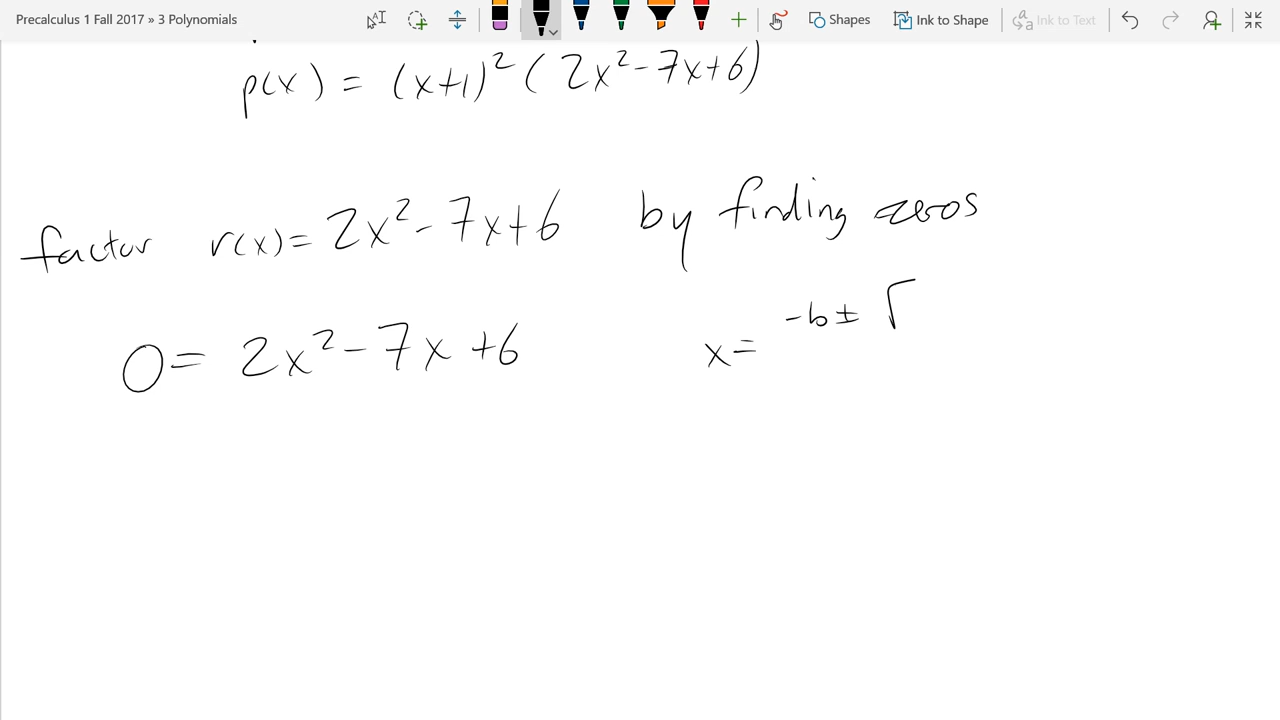 Precalculus 1 Fall 2017 » 3 Polynomials Shapes Ink to Shape Ink to Text
p(x) = (x+1)² (2x²-7x+6)
factor r(x) = 2x²-7x+6 by finding zeros
0 = 2x²-7x+6 x = -b ± √